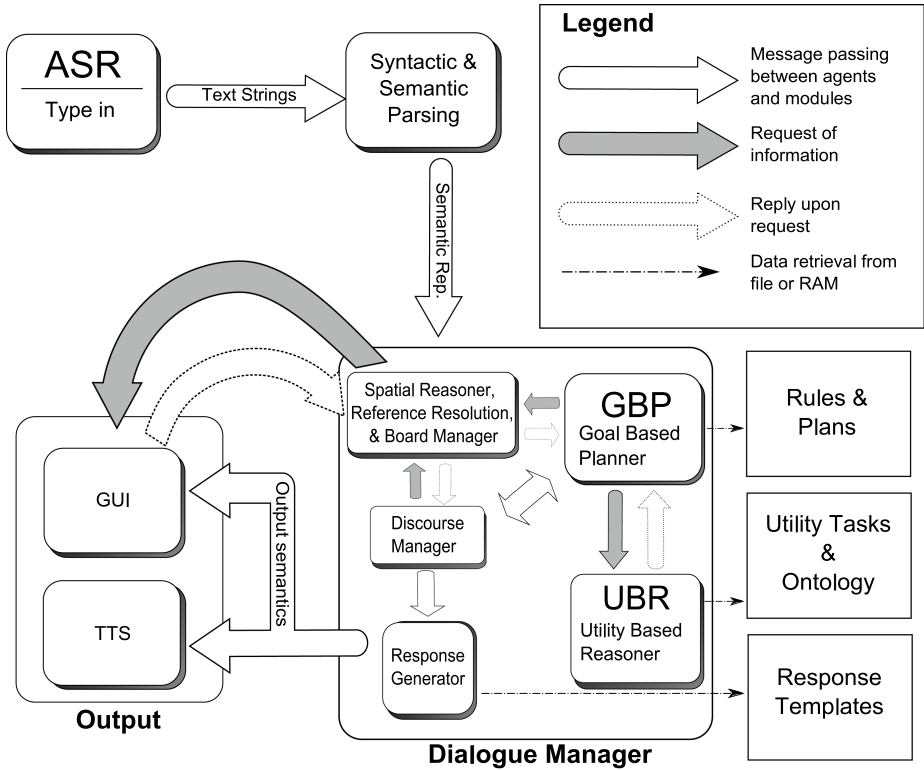 ASR
Type in
Text Strings
Syntactic &
Semantic
Parsing
Legend
Message passing
between agents
and modules
Request of
information
Reply upon
request
Data retrieval from
file or RAM
Semantic Rep.
Spatial Reasoner,
Reference Resolution,
& Board Manager
GBP
Goal Based
Planner
Rules &
Plans
GUI
Output semantics
Discourse
Manager
Utility Tasks
&
Ontology
TTS
UBR
Utility Based
Reasoner
Response
Generator
Response
Templates
Output
Dialogue Manager